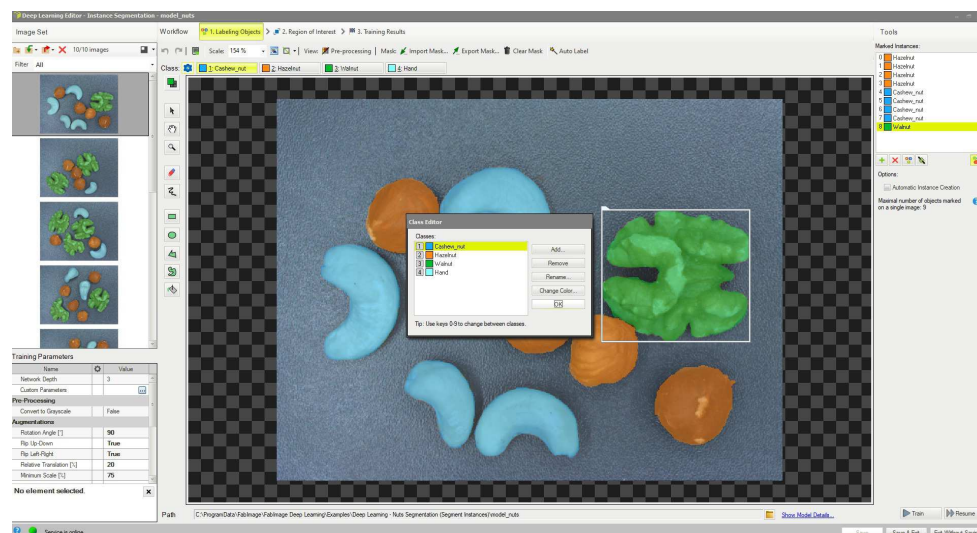 Deep Learning Editor - Instance Segmentation - model_nuts
Image Set
Workflow
1. Labeling Objects
2. Region of Interest
3. Training Results
Tools
10/10 images
Scale: 154 %
View:
Pre-processing
Mask:
Import Mask...
Export Mask...
Clear Mask
Auto Label
Filter All
Class:
1: Cashew_nut
2: Hazelnut
3: Walnut
4: Hand
Marked Instances:
0 Hazelnut
1 Hazelnut
2 Hazelnut
3 Hazelnut
4 Cashew_nut
5 Cashew_nut
6 Cashew_nut
7 Cashew_nut
8 Walnut
Options:
Automatic Instance Creation
Maximal number of objects marked
on a single image: 9
Class Editor
Classes:
1 Cashew_nut
2 Hazelnut
3 Walnut
4 Hand
Add...
Remove
Rename...
Change Color...
OK
Tip: Use keys 0-9 to change between classes.
Training Parameters
Name Value
Network Depth 3
Custom Parameters
Pre-Processing
Convert to Grayscale False
Augmentations
Rotation Angle [°] 90
Flip Up-Down True
Flip Left-Right True
Relative Translation [%] 20
Minimum Scale [%] 75
No element selected.
Path
C:\ProgramData\FabImage\FabImage Deep Learning\Examples\Deep Learning - Nuts Segmentation (Segment Instances)\model_nuts
Show Model Details...
Train
Resume
Service is online
Save
Save & Exit